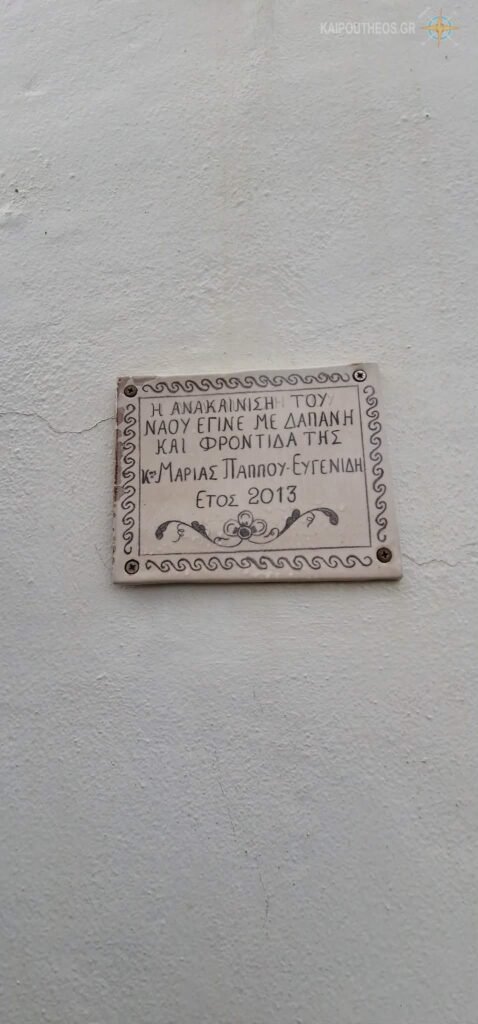 KAIPOUTHEOS.GR
Η ΑΝΑΚΑΙΝΙΣΗ ΤΟΥ
ΝΑΟΥ ΕΓΙΝΕ ΜΕ ΔΑΠΑΝΗ
ΚΑΙ ΦΡΟΝΤΙΔΑ ΤΗΣ
Κας ΜΑΡΙΑΣ ΠΑΠΠΟΥ-ΕΥΓΕΝΙΔΗ
ΕΤΟΣ 2013